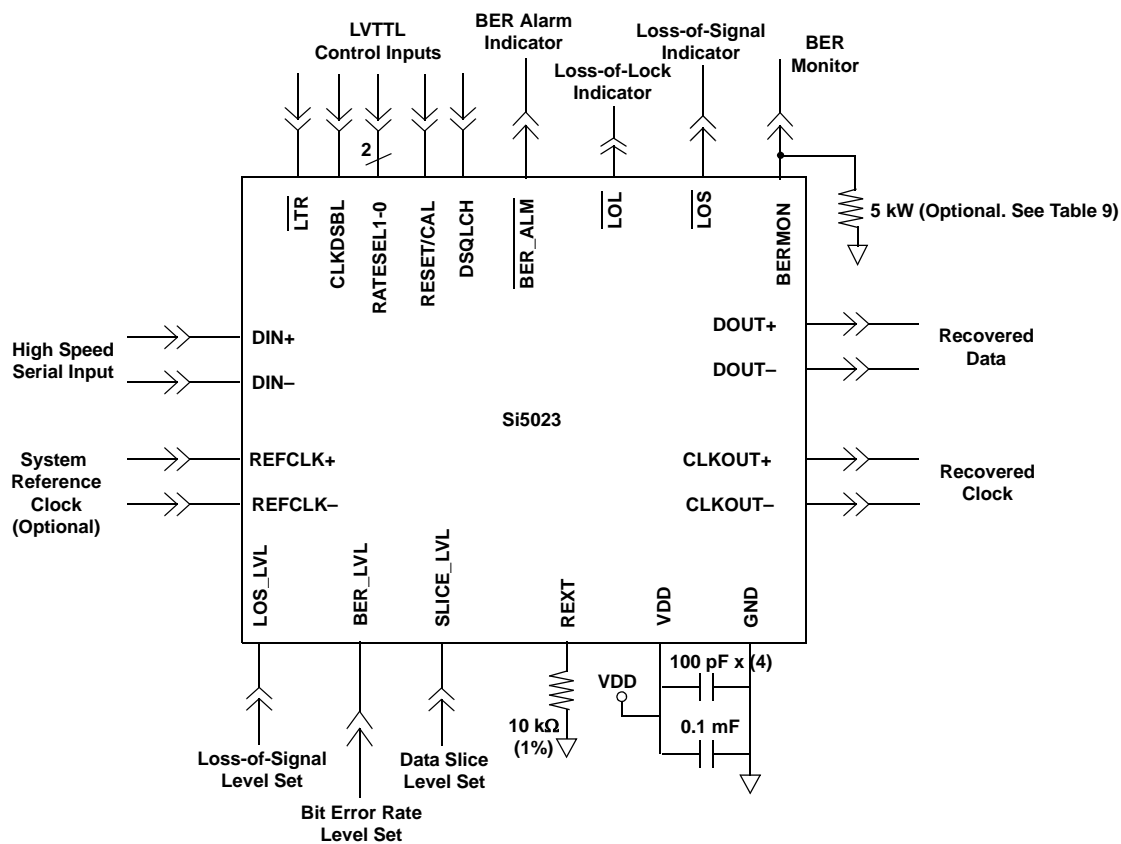 LVTTL
Control Inputs
BER Alarm
Indicator
Loss-of-Lock
Indicator
Loss-of-Signal
Indicator
BER
Monitor
2
LTR
CLKDSBL
RATESEL1-0
RESET/CAL
DSQLCH
BER_ALM
LOL
LOS
BERMON
5 kW (Optional. See Table 9)
High Speed
Serial Input
DIN+
DIN–
DOUT+
DOUT–
Recovered
Data
Si5023
System
Reference
Clock
(Optional)
REFCLK+
REFCLK–
CLKOUT+
CLKOUT–
Recovered
Clock
LOS_LVL
BER_LVL
SLICE_LVL
REXT
VDD
GND
Loss-of-Signal
Level Set
Bit Error Rate
Level Set
Data Slice
Level Set
10 kΩ
(1%)
VDD
100 pF x (4)
0.1 mF